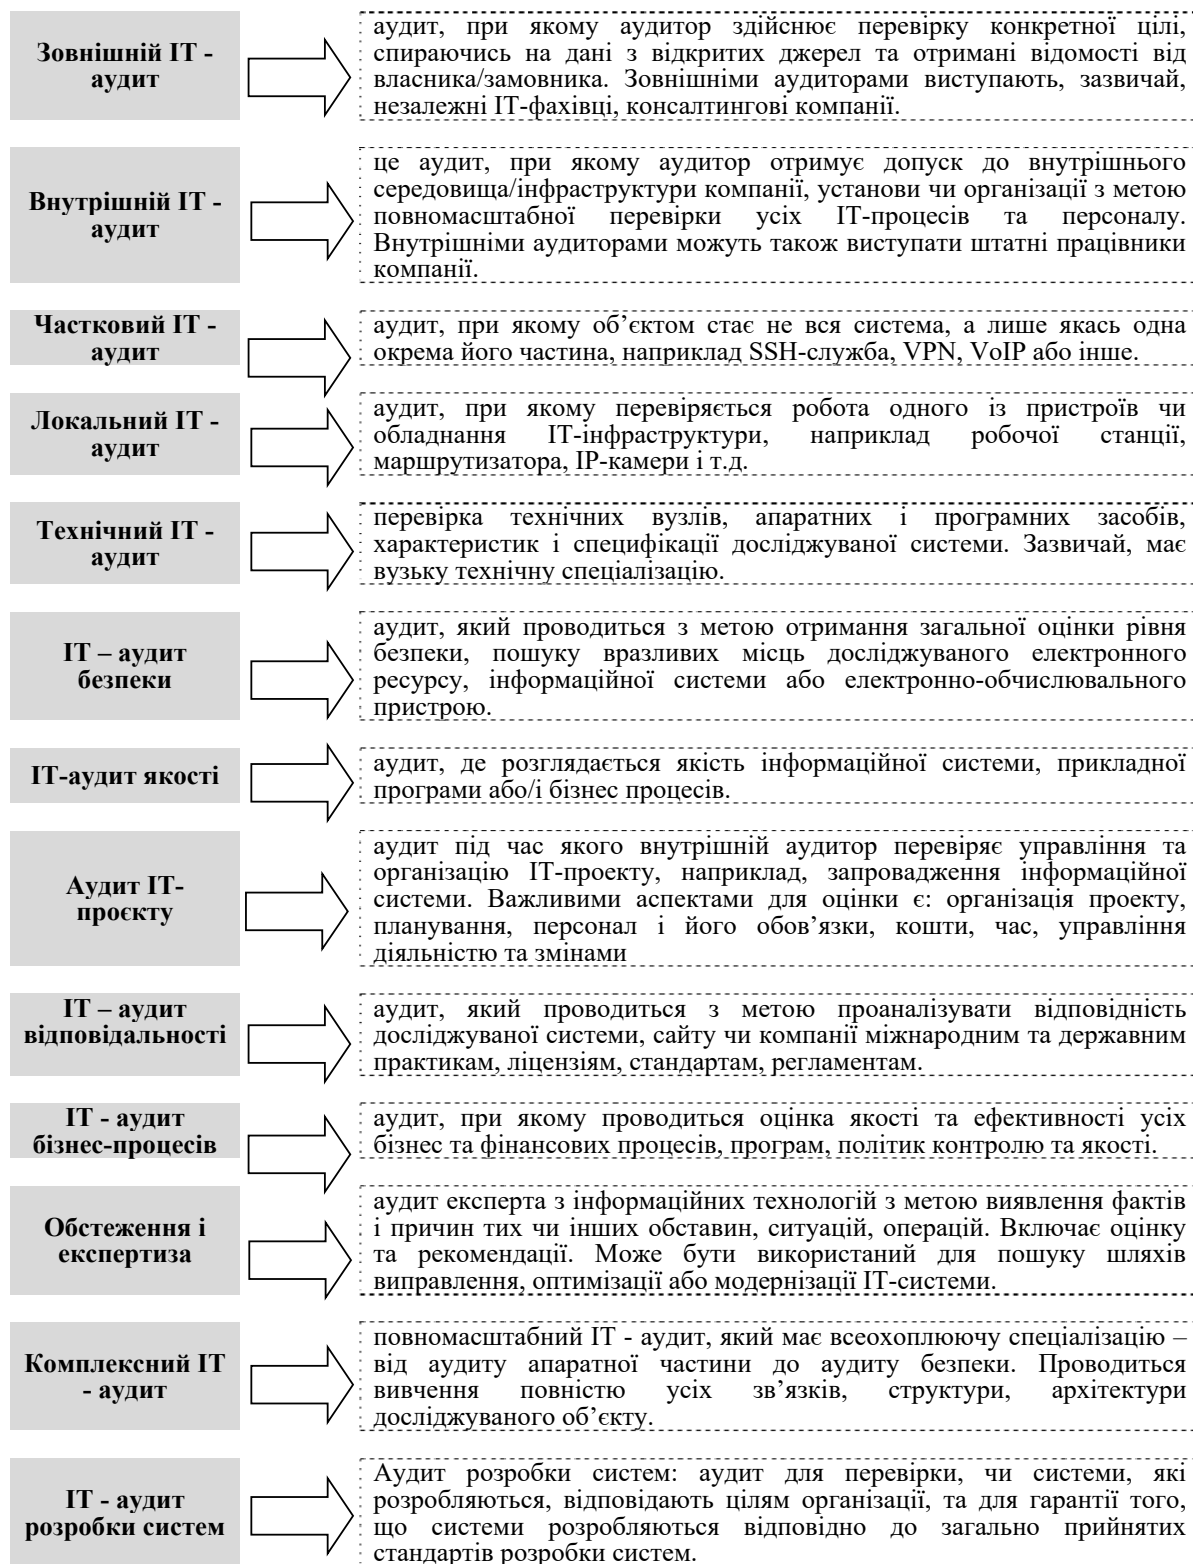 Зовнішній ІТ -
аудит
аудит, при якому аудитор здійснює перевірку конкретної цілі,
спираючись на дані з відкритих джерел та отримані відомості від
власника/замовника. Зовнішніми аудиторами виступають, зазвичай,
незалежні ІТ-фахівці, консалтингові компанії.
Внутрішній ІТ -
аудит
це аудит, при якому аудитор отримує допуск до внутрішнього
середовища/інфраструктури компанії, установи чи організації з метою
повномасштабної перевірки усіх ІТ-процесів та персоналу.
Внутрішніми аудиторами можуть також виступати штатні працівники
компанії.
Частковий ІТ -
аудит
аудит, при якому об’єктом стає не вся система, а лише якась одна
окрема його частина, наприклад SSH-служба, VPN, VoIP або інше.
Локальний ІТ -
аудит
аудит, при якому перевіряється робота одного із пристроїв чи
обладнання ІТ-інфраструктури, наприклад робочої станції,
маршрутизатора, IP-камери і т.д.
Технічний ІТ -
аудит
перевірка технічних вузлів, апаратних і програмних засобів,
характеристик і специфікації досліджуваної системи. Зазвичай, має
вузьку технічну спеціалізацію.
ІТ – аудит
безпеки
аудит, який проводиться з метою отримання загальної оцінки рівня
безпеки, пошуку вразливих місць досліджуваного електронного
ресурсу, інформаційної системи або електронно-обчислювального
пристрою.
ІТ-аудит якості
аудит, де розглядається якість інформаційної системи, прикладної
програми або/і бізнес процесів.
Аудит ІТ-
проєкту
аудит під час якого внутрішній аудитор перевіряє управління та
організацію ІТ-проекту, наприклад, запровадження інформаційної
системи. Важливими аспектами для оцінки є: організація проекту,
планування, персонал і його обов’язки, кошти, час, управління
діяльністю та змінами
ІТ – аудит
відповідальності
аудит, який проводиться з метою проаналізувати відповідність
досліджуваної системи, сайту чи компанії міжнародним та державним
практикам, ліцензіям, стандартам, регламентам.
ІТ - аудит
бізнес-процесів
аудит, при якому проводиться оцінка якості та ефективності усіх
бізнес та фінансових процесів, програм, політик контролю та якості.
Обстеження і
експертиза
аудит експерта з інформаційних технологій з метою виявлення фактів
і причин тих чи інших обставин, ситуацій, операцій. Включає оцінку
та рекомендації. Може бути використаний для пошуку шляхів
виправлення, оптимізації або модернізації ІТ-системи.
Комплексний ІТ
- аудит
повномасштабний ІТ - аудит, який має всеохоплюючу спеціалізацію –
від аудиту апаратної частини до аудиту безпеки. Проводиться
вивчення повністю усіх зв’язків, структури, архітектури
досліджуваного об’єкту.
ІТ - аудит
розробки систем
Аудит розробки систем: аудит для перевірки, чи системи, які
розробляються, відповідають цілям організації, та для гарантії того,
що системи розробляються відповідно до загально прийнятих
стандартів розробки систем.